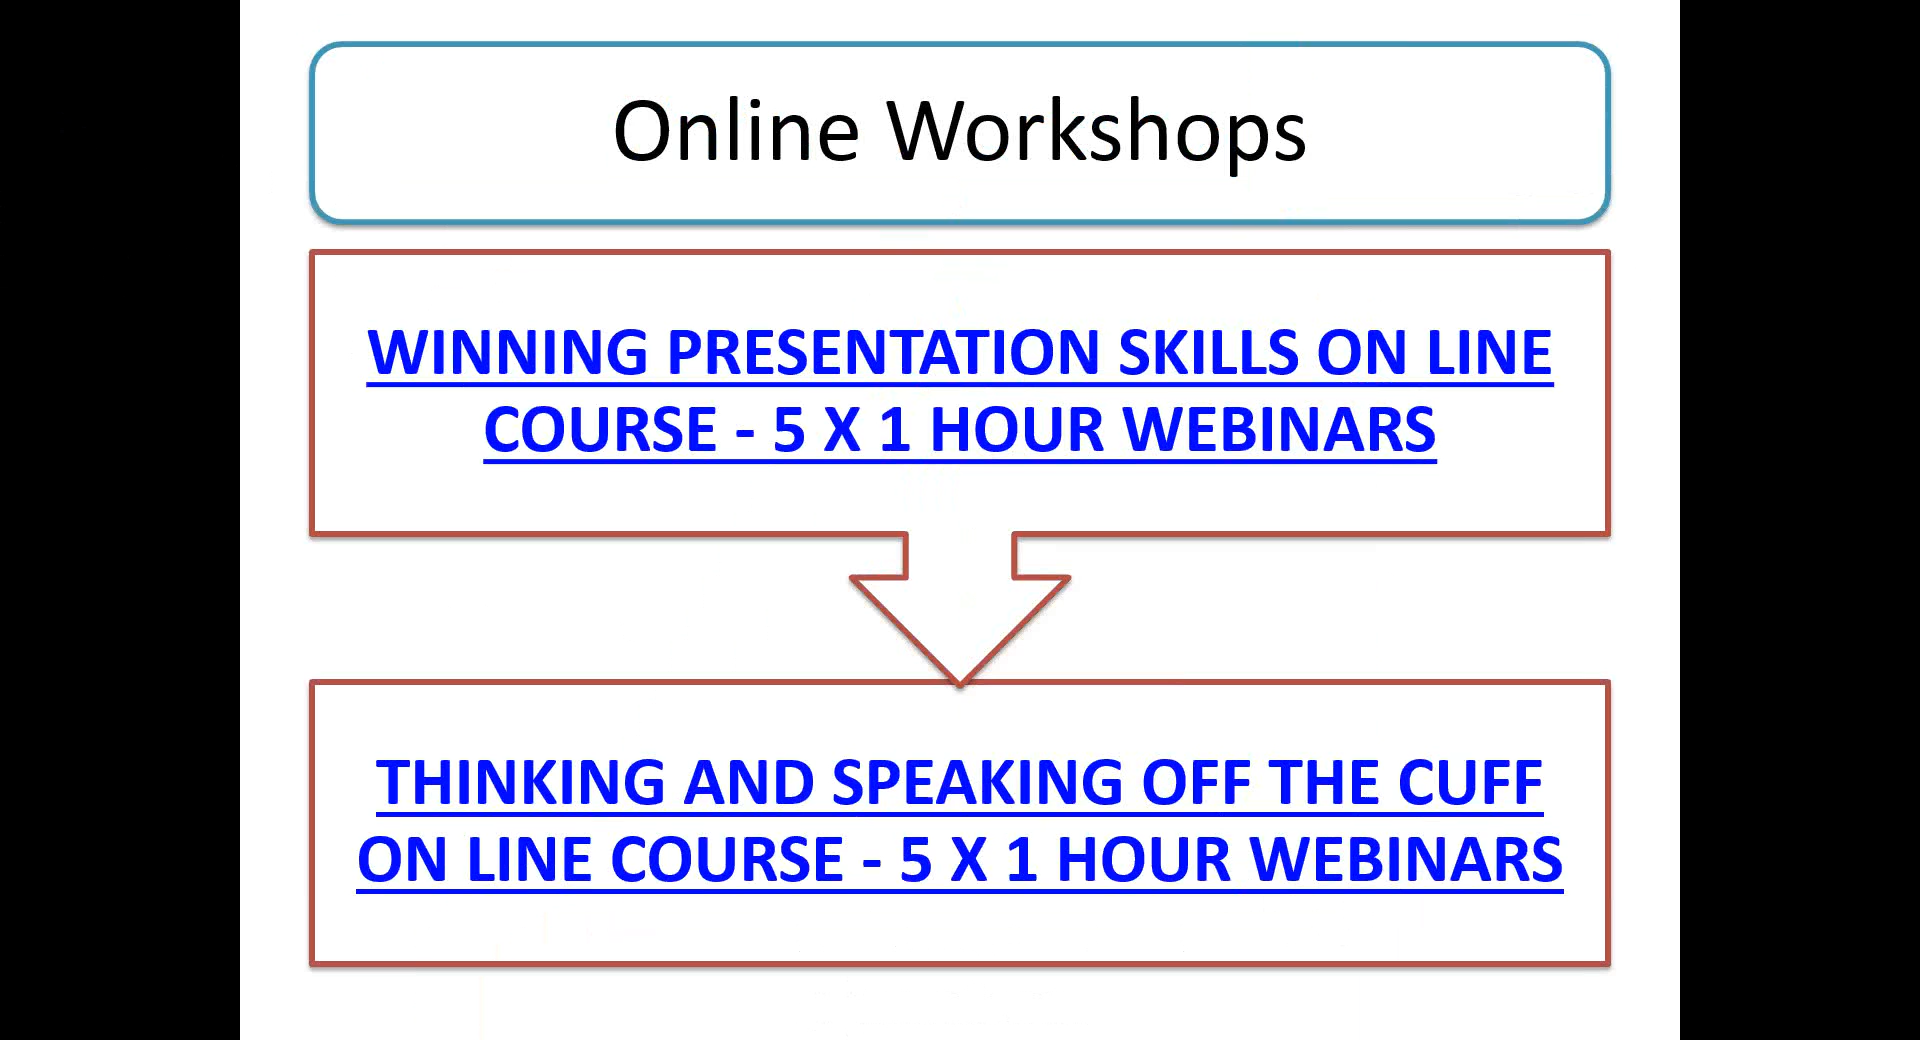 Online Workshops
WINNING PRESENTATION SKILLS ON LINE
COURSE - 5 X 1 HOUR WEBINARS
THINKING AND SPEAKING OFF THE CUFF
ON LINE COURSE - 5 X 1 HOUR WEBINARS